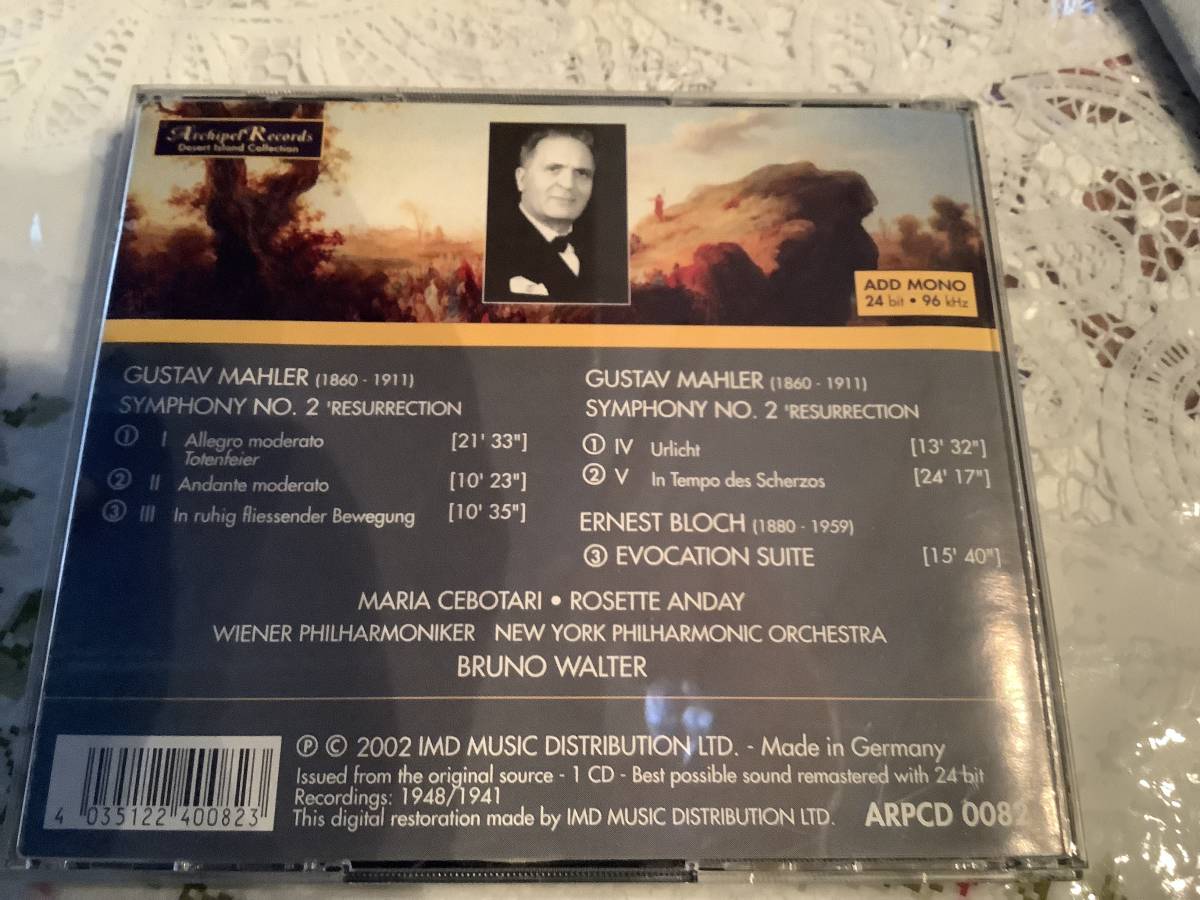 Archipel Records
Desert Island Collection
ADD MONO
24 bit • 96 kHz
GUSTAV MAHLER (1860 - 1911)
SYMPHONY NO. 2 'RESURRECTION
① I Allegro moderato [21' 33"]
Totenfeier
② II Andante moderato [10' 23"]
③ III In ruhig fliessender Bewegung [10' 35"]
GUSTAV MAHLER (1860 - 1911)
SYMPHONY NO. 2 'RESURRECTION
① IV Urlicht [13' 32"]
② V In Tempo des Scherzos [24' 17"]
ERNEST BLOCH (1880 - 1959)
③ EVOCATION SUITE [15' 40"]
MARIA CEBOTARI • ROSETTE ANDAY
WIENER PHILHARMONIKER NEW YORK PHILHARMONIC ORCHESTRA
BRUNO WALTER
℗ © 2002 IMD MUSIC DISTRIBUTION LTD. - Made in Germany
Issued from the original source - 1 CD - Best possible sound remastered with 24 bit
Recordings: 1948/1941
This digital restoration made by IMD MUSIC DISTRIBUTION LTD.
ARPCD 0082
4 035122 400823